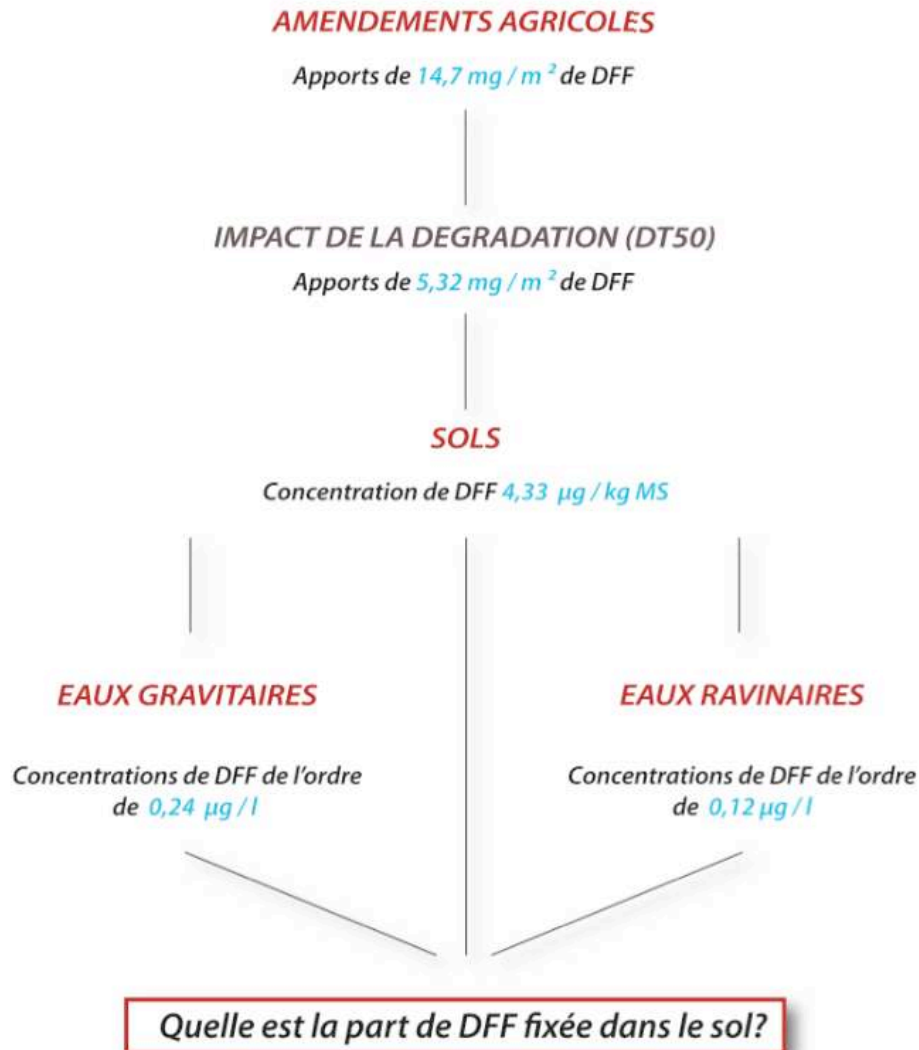 AMENDEMENTS AGRICOLES
Apports de 14,7 mg / m ² de DFF
IMPACT DE LA DEGRADATION (DT50)
Apports de 5,32 mg / m ² de DFF
SOLS
Concentration de DFF 4,33 µg / kg MS
EAUX GRAVITAIRES
Concentrations de DFF de l'ordre
de 0,24 µg / l
EAUX RAVINAIRES
Concentrations de DFF de l'ordre
de 0,12 µg / l
Quelle est la part de DFF fixée dans le sol?